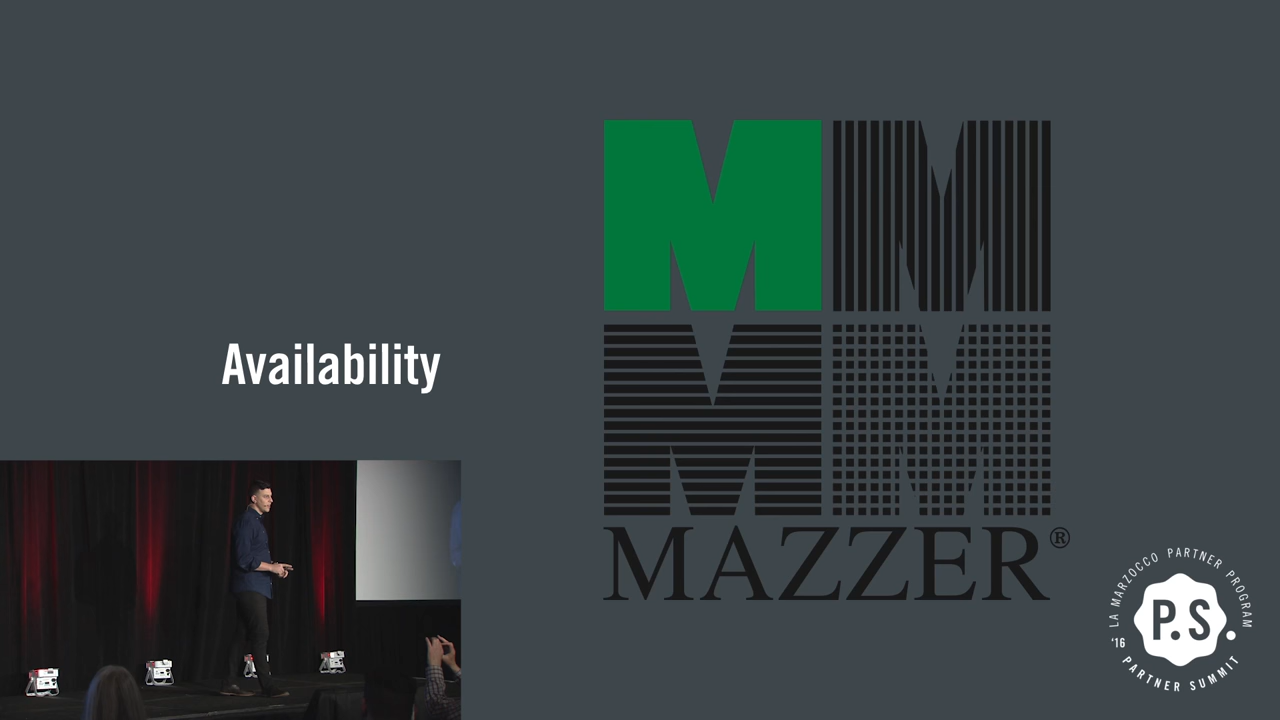 Availability
MAZZER®
LA MARZOCCO PARTNER PROGRAM
P.S.
'16
PARTNER SUMMIT